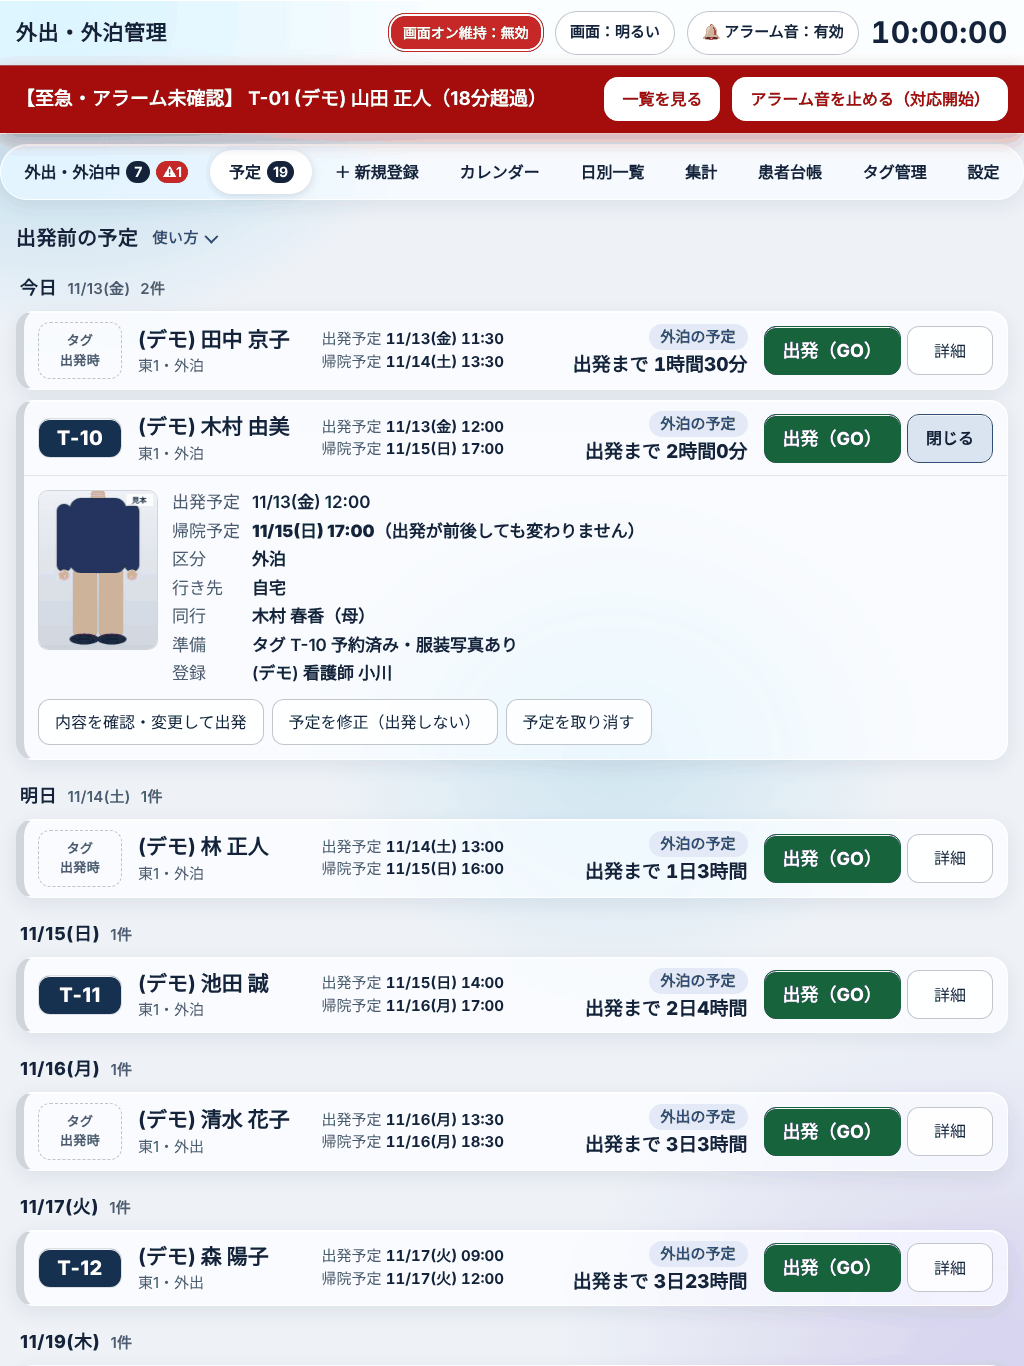 外出・外泊管理
画面オン維持：無効
画面：明るい
アラーム音：有効
10:00:00
【至急・アラーム未確認】 T-01 (デモ) 山田 正人（18分超過）
一覧を見る
アラーム音を止める（対応開始）
外出・外泊中 7 ⚠1
予定 19
＋ 新規登録
カレンダー
日別一覧
集計
患者台帳
タグ管理
設定
出発前の予定 使い方
今日 11/13(金) 2件
タグ
出発時
(デモ) 田中 京子
東1・外泊
出発予定 11/13(金) 11:30
帰院予定 11/14(土) 13:30
外泊の予定
出発まで 1時間30分
出発（GO）
詳細
T-10
(デモ) 木村 由美
東1・外泊
出発予定 11/13(金) 12:00
帰院予定 11/15(日) 17:00
外泊の予定
出発まで 2時間0分
出発（GO）
閉じる
見本
出発予定 11/13(金) 12:00
帰院予定 11/15(日) 17:00（出発が前後しても変わりません）
区分 外泊
行き先 自宅
同行 木村 春香（母）
準備 タグ T-10 予約済み・服装写真あり
登録 (デモ) 看護師 小川
内容を確認・変更して出発
予定を修正（出発しない）
予定を取り消す
明日 11/14(土) 1件
タグ
出発時
(デモ) 林 正人
東1・外泊
出発予定 11/14(土) 13:00
帰院予定 11/15(日) 16:00
外泊の予定
出発まで 1日3時間
出発（GO）
詳細
11/15(日) 1件
T-11
(デモ) 池田 誠
東1・外泊
出発予定 11/15(日) 14:00
帰院予定 11/16(月) 17:00
外泊の予定
出発まで 2日4時間
出発（GO）
詳細
11/16(月) 1件
タグ
出発時
(デモ) 清水 花子
東1・外出
出発予定 11/16(月) 13:30
帰院予定 11/16(月) 18:30
外出の予定
出発まで 3日3時間
出発（GO）
詳細
11/17(火) 1件
T-12
(デモ) 森 陽子
東1・外出
出発予定 11/17(火) 09:00
帰院予定 11/17(火) 12:00
外出の予定
出発まで 3日23時間
出発（GO）
詳細
11/19(木) 1件